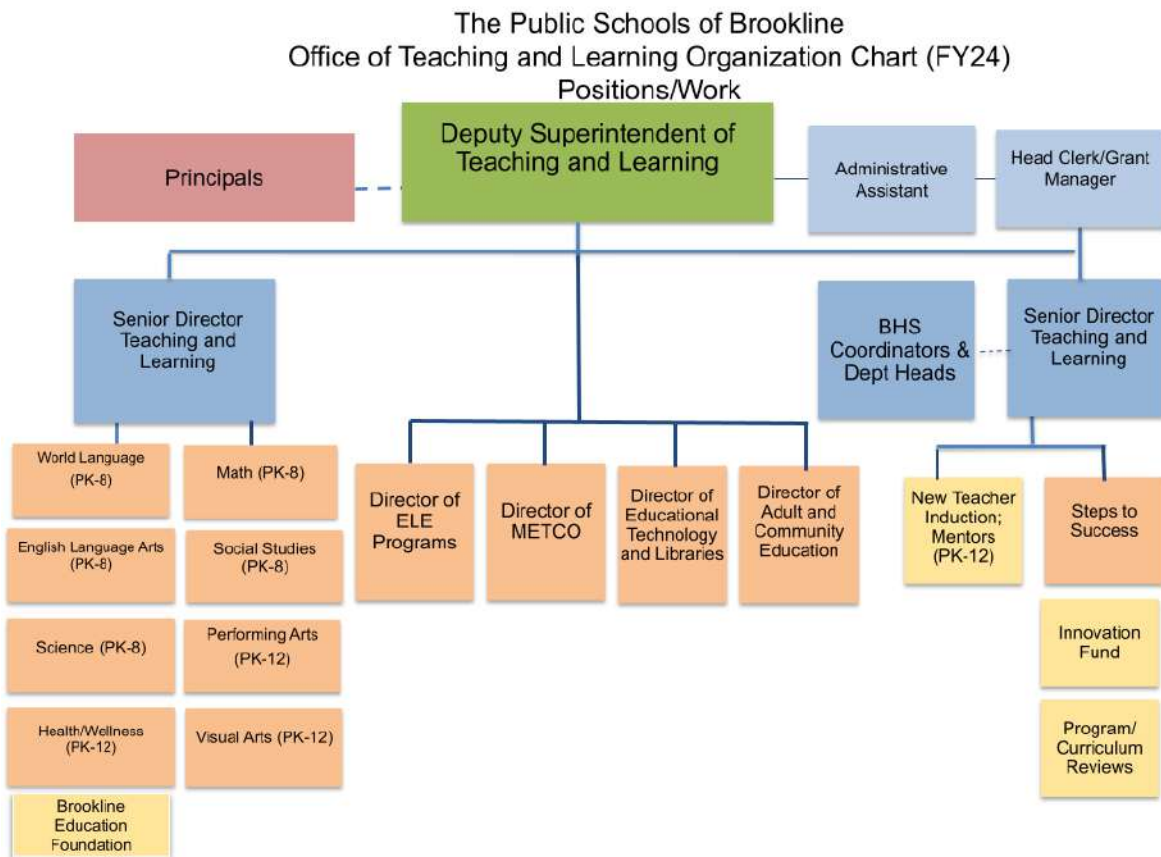 The Public Schools of Brookline
Office of Teaching and Learning Organization Chart (FY24)
Positions/Work
Principals
Deputy Superintendent of
Teaching and Learning
Administrative
Assistant
Head Clerk/Grant
Manager
Senior Director
Teaching and
Learning
BHS
Coordinators &
Dept Heads
Senior Director
Teaching and
Learning
World Language
(PK-8)
Math (PK-8)
English Language Arts
(PK-8)
Social Studies
(PK-8)
Science (PK-8)
Performing Arts
(PK-12)
Health/Wellness
(PK-12)
Visual Arts (PK-12)
Brookline
Education
Foundation
Director of
ELE
Programs
Director of
METCO
Director of
Educational
Technology
and Libraries
Director of
Adult and
Community
Education
New Teacher
Induction;
Mentors
(PK-12)
Steps to
Success
Innovation
Fund
Program/
Curriculum
Reviews